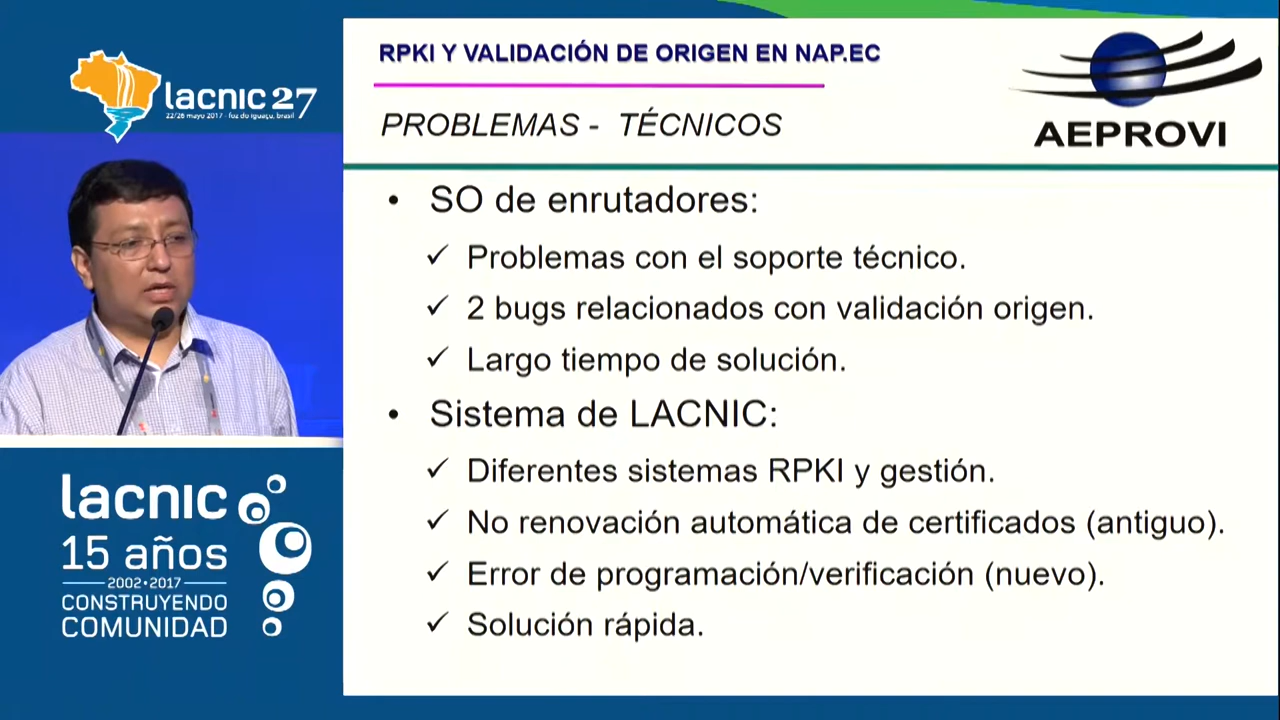 lacnic 27
22/26 mayo 2017 - foz do iguaçu, brasil
lacnic
15 años
2002•2017
CONSTRUYENDO
COMUNIDAD
RPKI Y VALIDACIÓN DE ORIGEN EN NAP.EC
PROBLEMAS - TÉCNICOS
AEPROVI
• SO de enrutadores:
✓ Problemas con el soporte técnico.
✓ 2 bugs relacionados con validación origen.
✓ Largo tiempo de solución.
• Sistema de LACNIC:
✓ Diferentes sistemas RPKI y gestión.
✓ No renovación automática de certificados (antiguo).
✓ Error de programación/verificación (nuevo).
✓ Solución rápida.